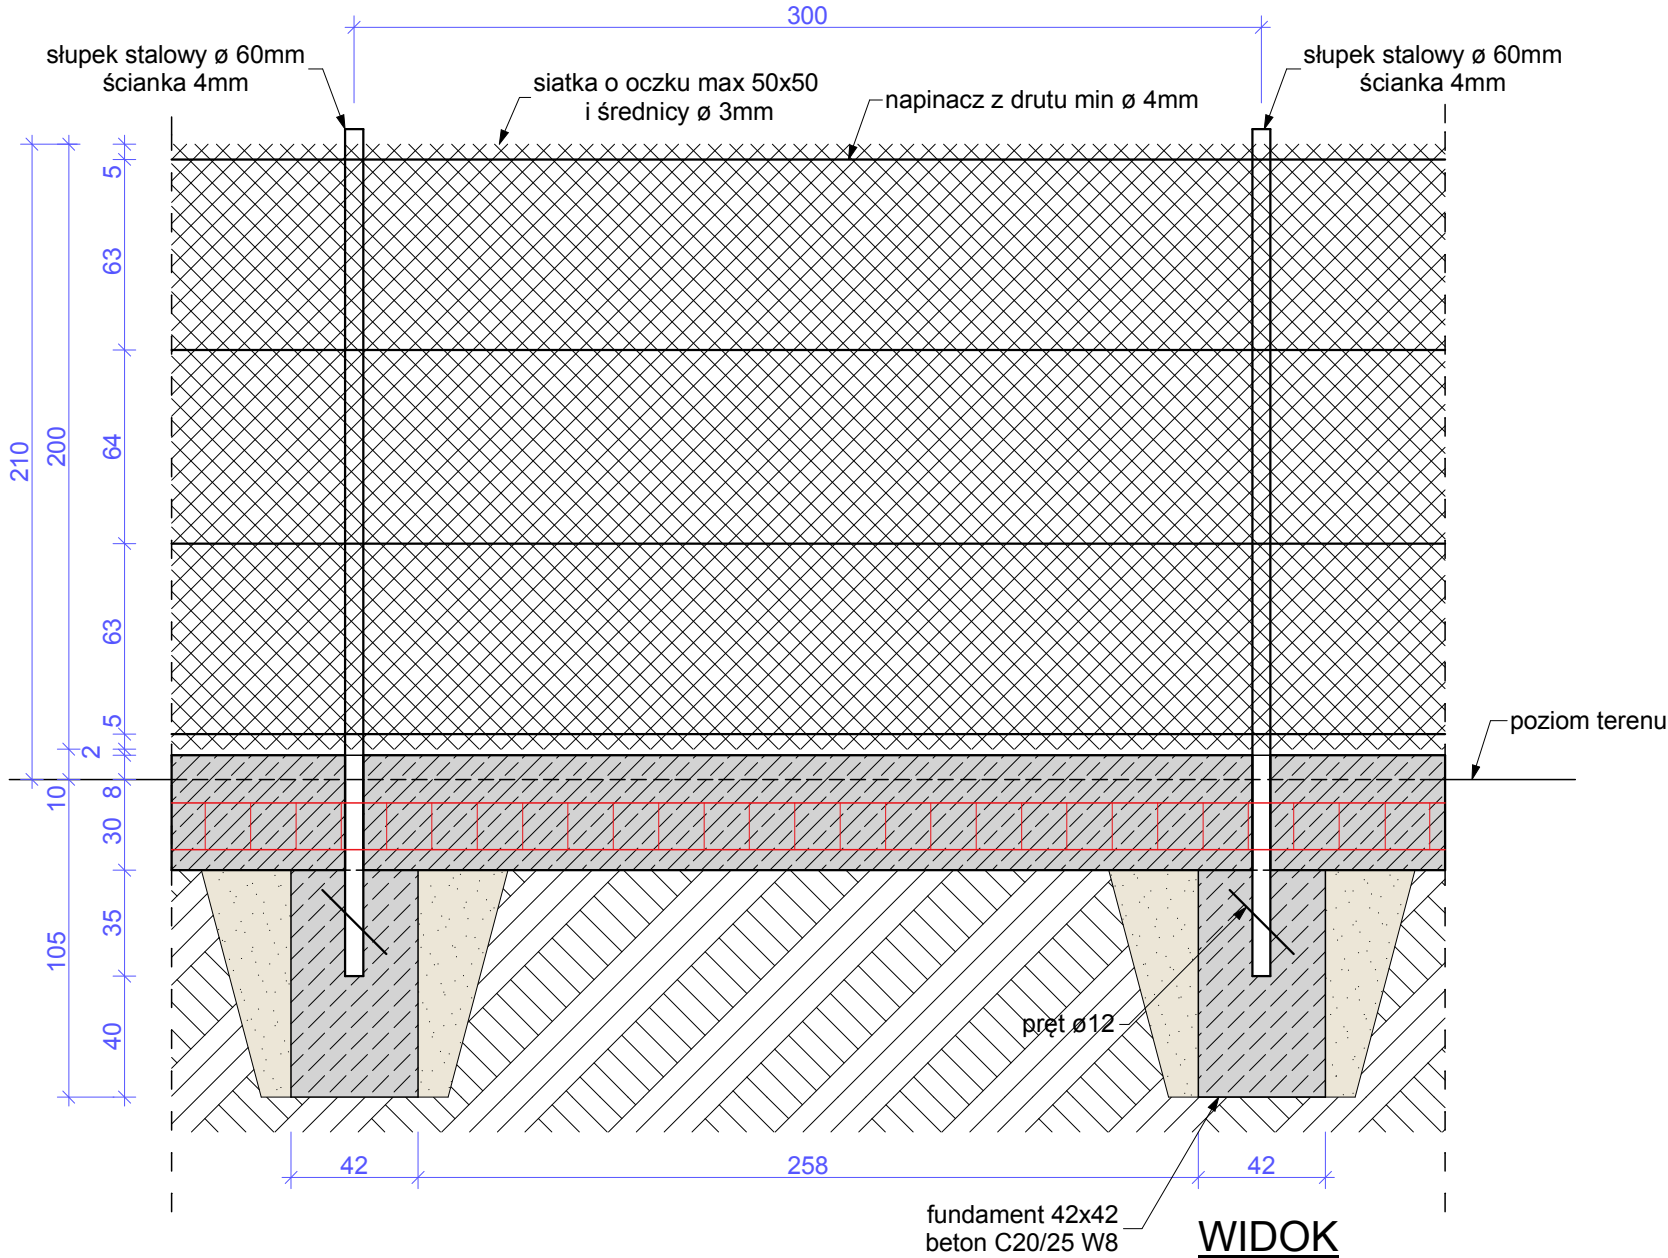 300
słupek stalowy ø 60mm
ścianka 4mm
siatka o oczku max 50x50
i średnicy ø 3mm
napinacz z drutu min ø 4mm
słupek stalowy ø 60mm
ścianka 4mm
5
63
64
63
5
2
8
30
35
40
200
10
105
210
poziom terenu
pręt ø12
42
258
42
fundament 42x42
beton C20/25 W8
WIDOK